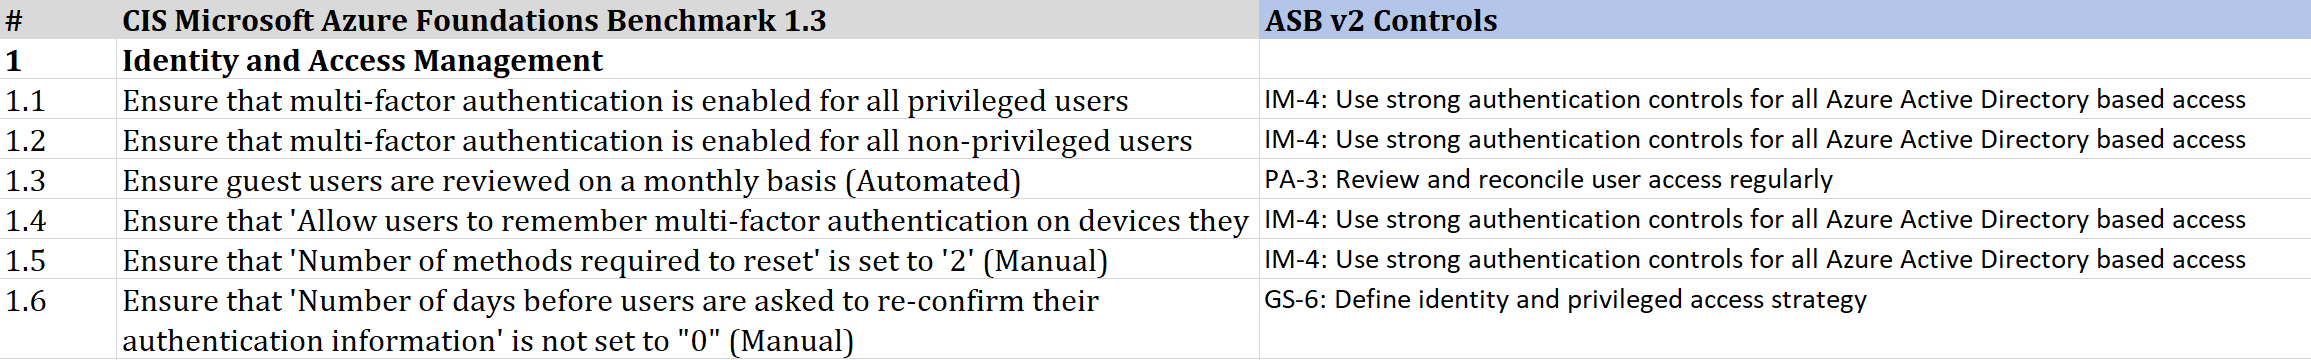 # CIS Microsoft Azure Foundations Benchmark 1.3 ASB v2 Controls
1 Identity and Access Management
1.1 Ensure that multi-factor authentication is enabled for all privileged users IM-4: Use strong authentication controls for all Azure Active Directory based access
1.2 Ensure that multi-factor authentication is enabled for all non-privileged users IM-4: Use strong authentication controls for all Azure Active Directory based access
1.3 Ensure guest users are reviewed on a monthly basis (Automated) PA-3: Review and reconcile user access regularly
1.4 Ensure that 'Allow users to remember multi-factor authentication on devices they IM-4: Use strong authentication controls for all Azure Active Directory based access
1.5 Ensure that 'Number of methods required to reset' is set to '2' (Manual) IM-4: Use strong authentication controls for all Azure Active Directory based access
1.6 Ensure that 'Number of days before users are asked to re-confirm their GS-6: Define identity and privileged access strategy
authentication information' is not set to "0" (Manual)